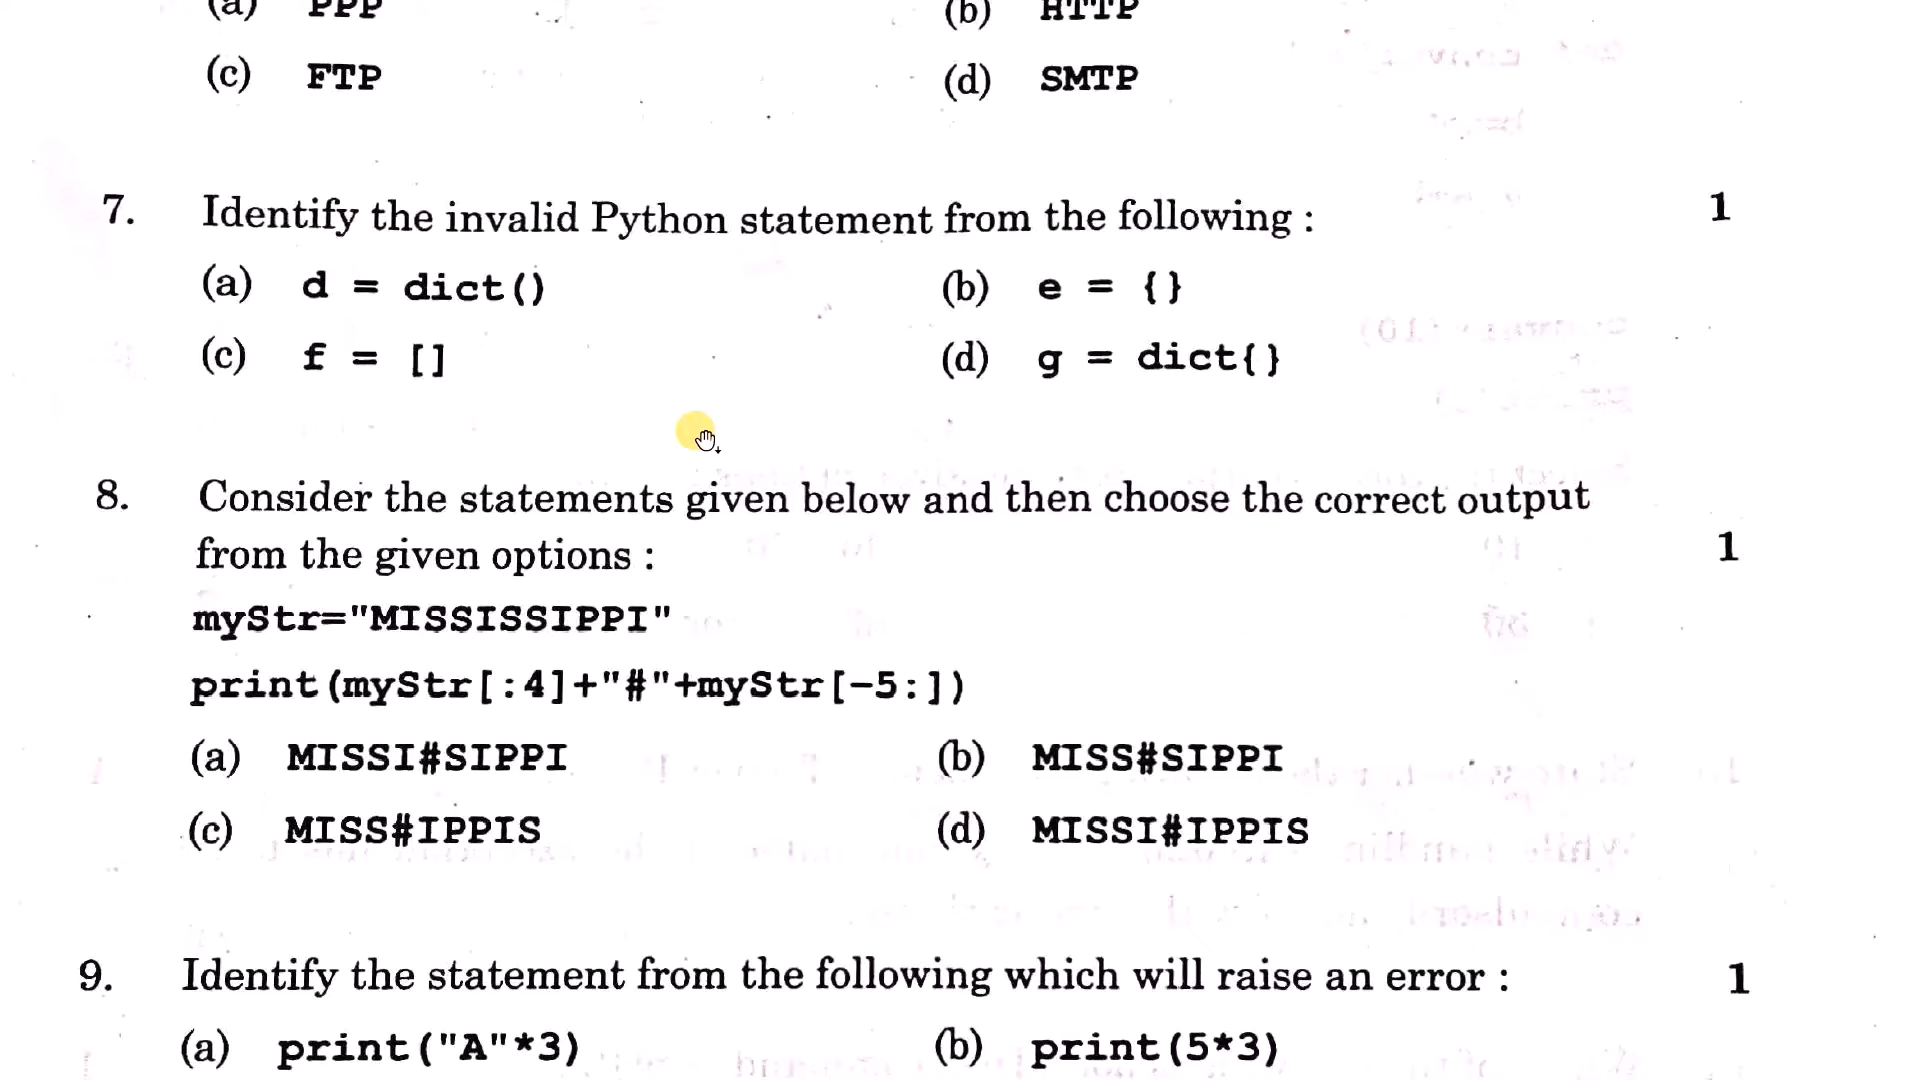 (a) PPP (b) HTTP
(c) FTP (d) SMTP
7. Identify the invalid Python statement from the following : 1
(a) d = dict() (b) e = {}
(c) f = [] (d) g = dict{}
8. Consider the statements given below and then choose the correct output
from the given options : 1
myStr="MISSISSIPPI"
print(myStr[:4]+"#"+myStr[-5:])
(a) MISSI#SIPPI (b) MISS#SIPPI
(c) MISS#IPPIS (d) MISSI#IPPIS
9. Identify the statement from the following which will raise an error : 1
(a) print("A"*3) (b) print(5*3)